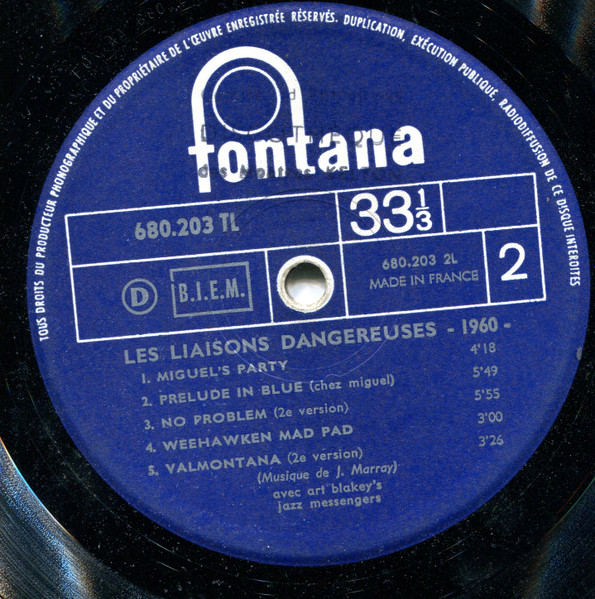 TOUS DROITS DU PRODUCTEUR PHONOGRAPHIQUE ET DU PROPRIÉTAIRE DE L'ŒUVRE ENREGISTRÉE RÉSERVÉS. DUPLICATION, EXÉCUTION PUBLIQUE, RADIODIFFUSION DE CE DISQUE INTERDITES
fontana
680.203 TL
33 1/3
680.203 2L
MADE IN FRANCE
2
D
B.I.E.M.
LES LIAISONS DANGEREUSES - 1960 -
1. MIGUEL'S PARTY 4'18
2. PRELUDE IN BLUE (chez miguel) 5'49
3. NO PROBLEM (2e version) 5'55
4. WEEHAWKEN MAD PAD 3'00
5. VALMONTANA (2e version) 3'26
(Musique de J. Marray)
avec art blakey's
jazz messengers